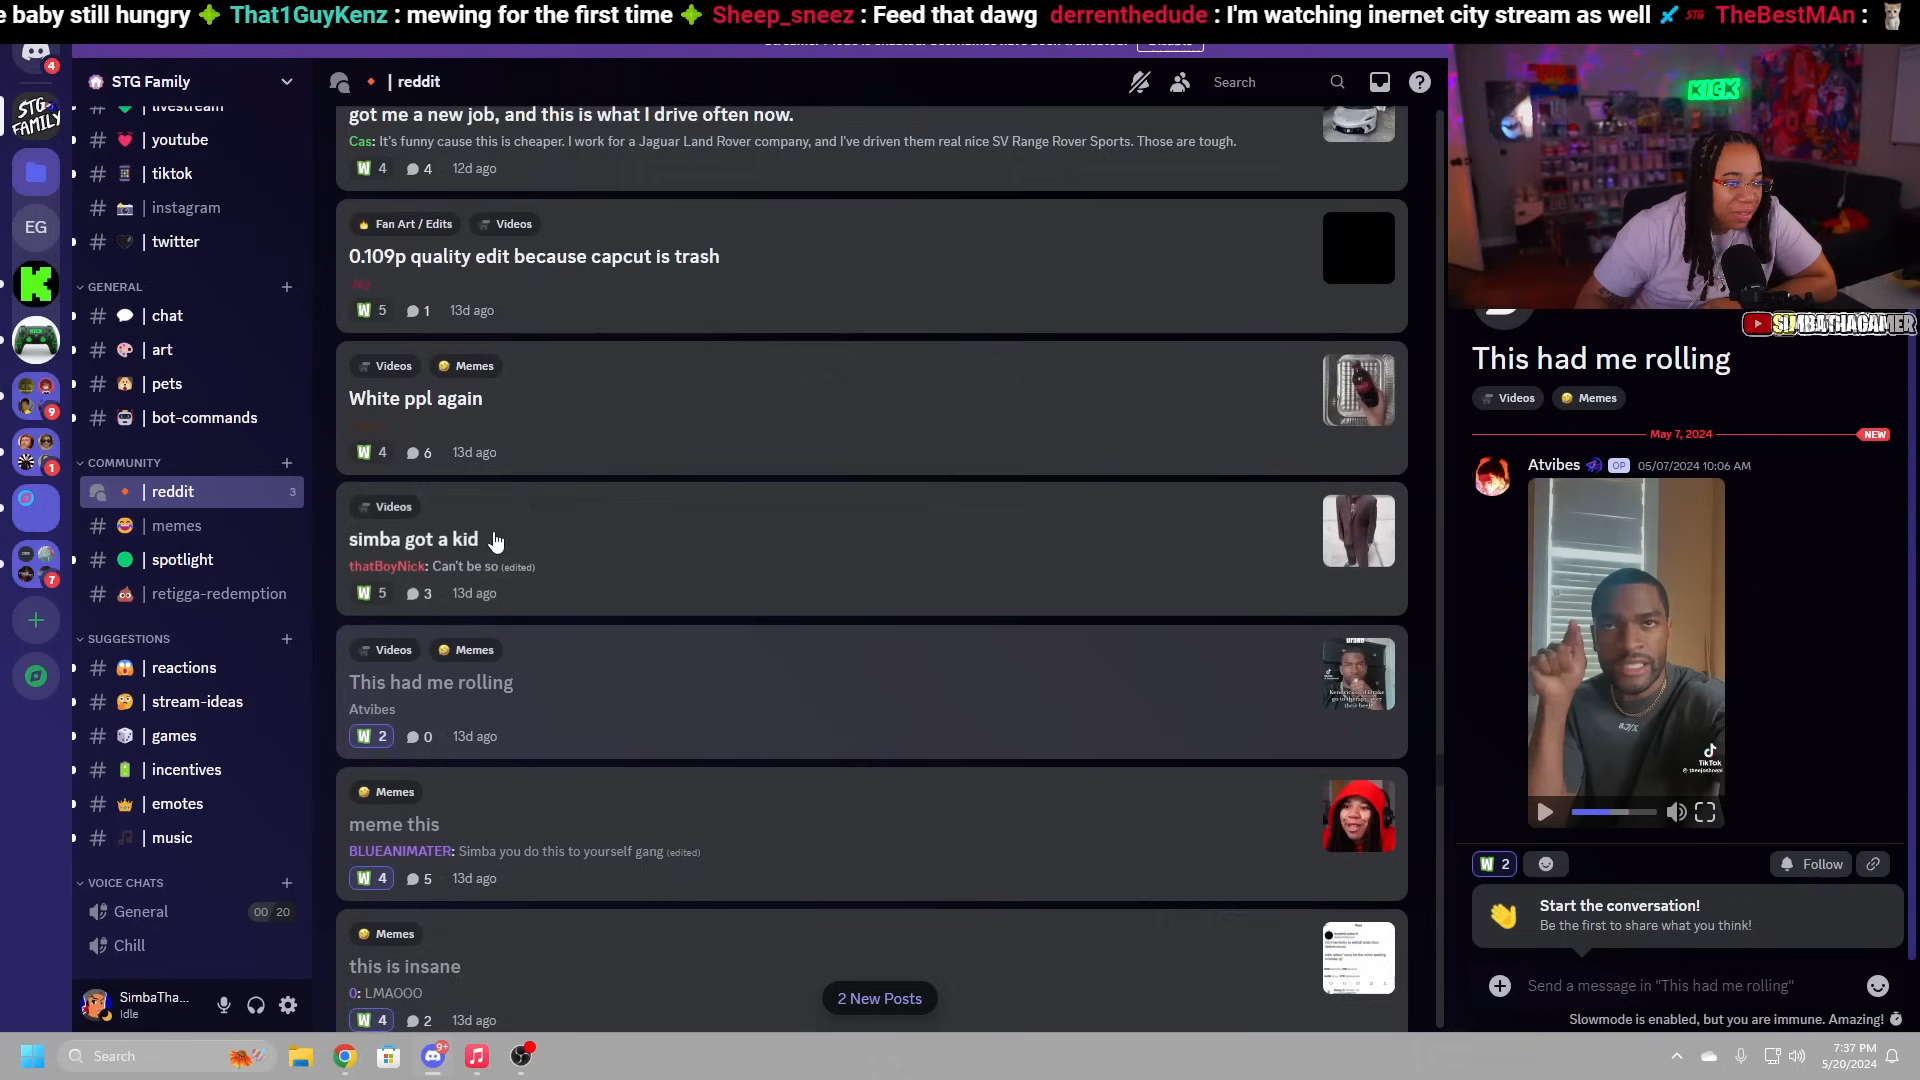 e baby still hungry That1GuyKenz : mewing for the first time Sheep_sneez : Feed that dawg derrenthedude : I'm watching inernet city stream as well STG TheBestMAn :
4
STG Family
| reddit
Search
STG FAMILY
EG
9
1
7
| livestream
| youtube
| tiktok
| instagram
| twitter
GENERAL
| chat
| art
| pets
| bot-commands
COMMUNITY
| reddit 3
| memes
| spotlight
| retigga-redemption
SUGGESTIONS
| reactions
| stream-ideas
| games
| incentives
| emotes
| music
VOICE CHATS
General 00 20
Chill
SimbaTha...
Idle
got me a new job, and this is what I drive often now.
Cas: It's funny cause this is cheaper. I work for a Jaguar Land Rover company, and I've driven them real nice SV Range Rover Sports. Those are tough.
W 4 4 12d ago
Fan Art / Edits Videos
0.109p quality edit because capcut is trash
W 5 1 13d ago
Videos Memes
White ppl again
W 4 6 13d ago
Videos
simba got a kid
thatBoyNick: Can't be so (edited)
W 5 3 13d ago
Videos Memes
This had me rolling
Atvibes
W 2 0 13d ago
Memes
meme this
BLUEANIMATER: Simba you do this to yourself gang (edited)
W 4 5 13d ago
Memes
this is insane
0: LMAOOO
W 4 2 13d ago
2 New Posts
KICK
SIMBATHAGAMER
This had me rolling
Videos Memes
May 7, 2024 NEW
Atvibes OP 05/07/2024 10:06 AM
TikTok
W 2 Follow
Start the conversation!
Be the first to share what you think!
Send a message in "This had me rolling"
Slowmode is enabled, but you are immune. Amazing!
Search
9+
7:37 PM
5/20/2024